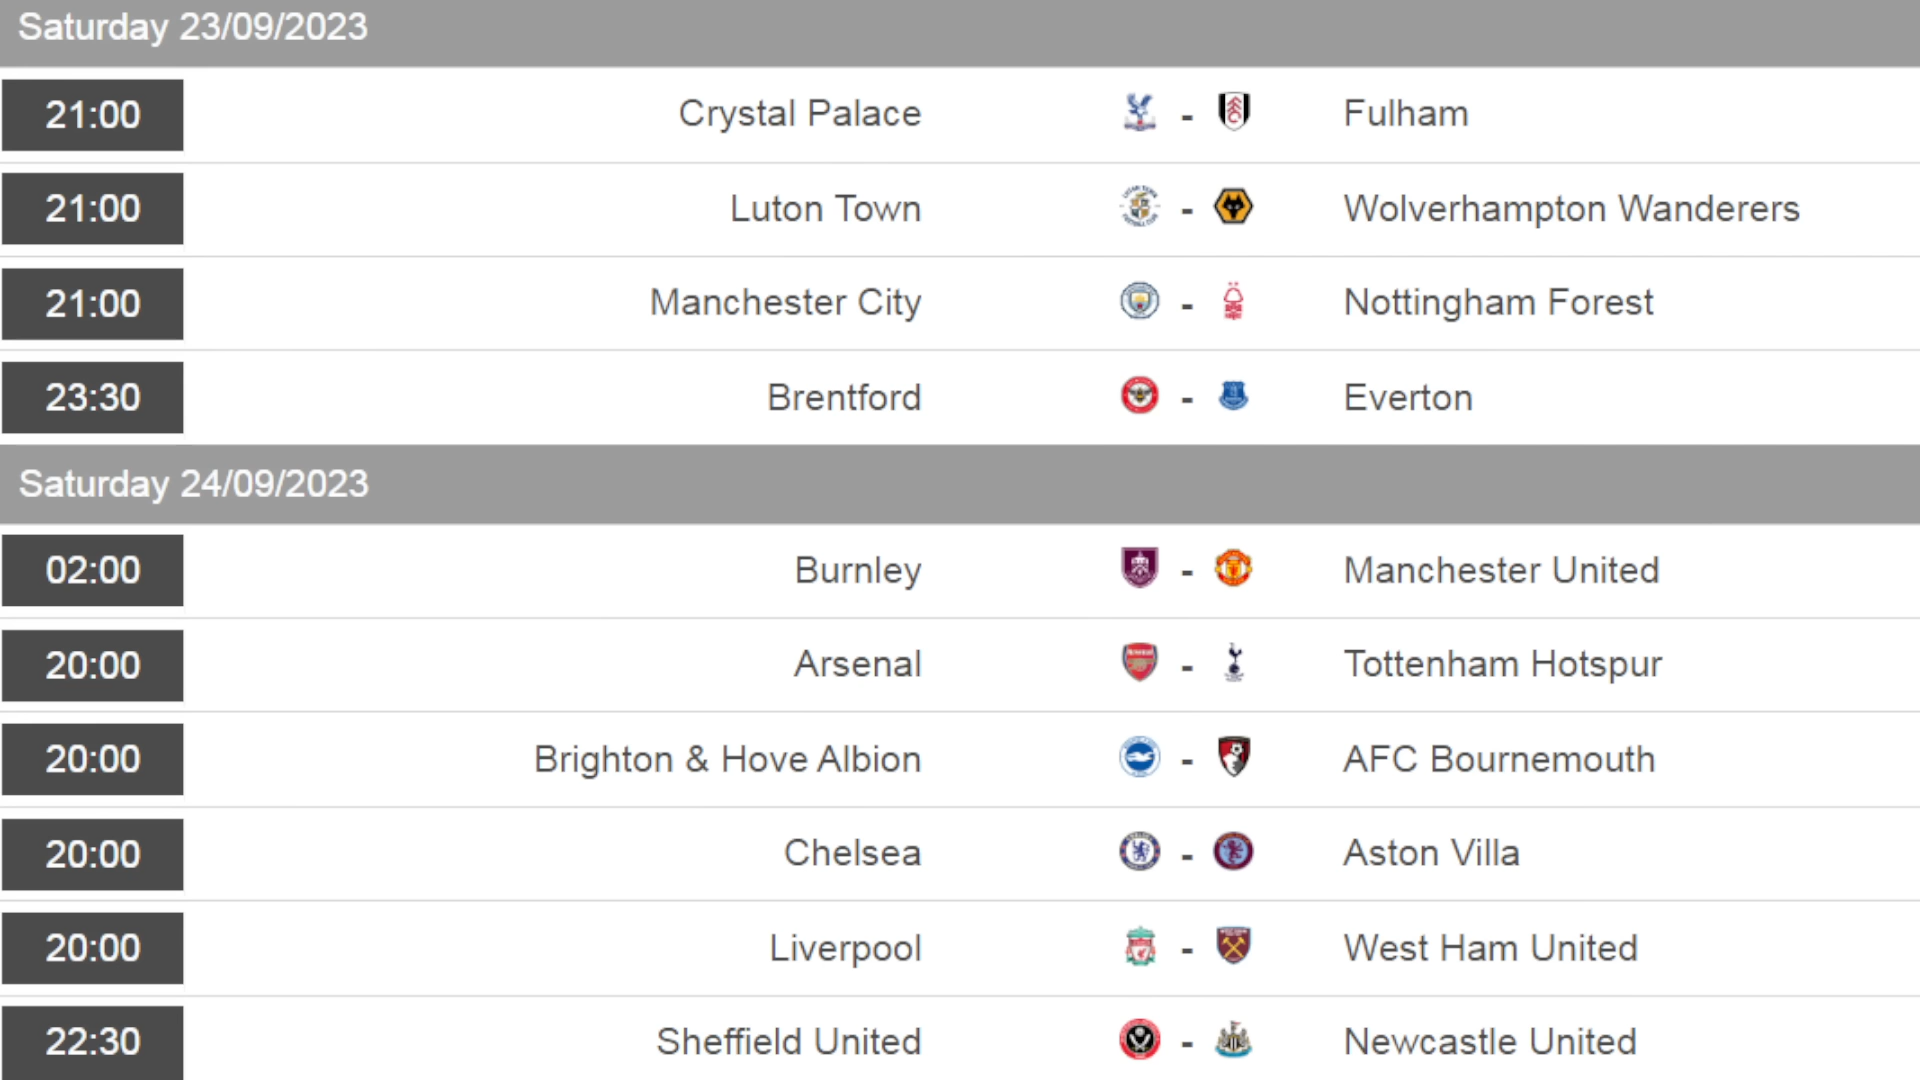 Saturday 23/09/2023
21:00 Crystal Palace - Fulham
21:00 Luton Town - Wolverhampton Wanderers
21:00 Manchester City - Nottingham Forest
23:30 Brentford - Everton
Saturday 24/09/2023
02:00 Burnley - Manchester United
20:00 Arsenal - Tottenham Hotspur
20:00 Brighton & Hove Albion - AFC Bournemouth
20:00 Chelsea - Aston Villa
20:00 Liverpool - West Ham United
22:30 Sheffield United - Newcastle United